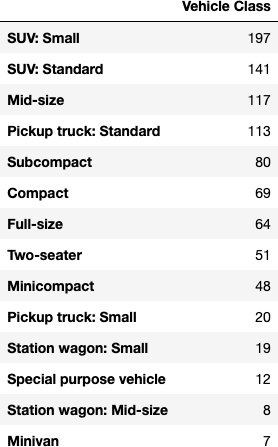 Vehicle Class
SUV: Small 197
SUV: Standard 141
Mid-size 117
Pickup truck: Standard 113
Subcompact 80
Compact 69
Full-size 64
Two-seater 51
Minicompact 48
Pickup truck: Small 20
Station wagon: Small 19
Special purpose vehicle 12
Station wagon: Mid-size 8
Minivan 7